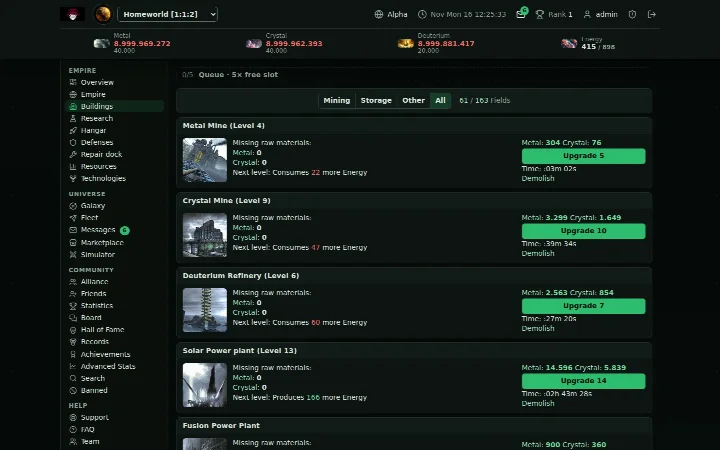 Homeworld [1:1:2]
Alpha
Nov Mon 16 12:25:33
6
Rank 1
admin
Metal
8.999.969.272
40.000
Crystal
8.999.962.393
40.000
Deuterium
8.999.881.417
20.000
Energy
415 / 898
EMPIRE
Overview
Empire
Buildings
Research
Hangar
Defenses
Repair dock
Resources
Technologies
UNIVERSE
Galaxy
Fleet
Messages 6
Marketplace
Simulator
COMMUNITY
Alliance
Friends
Statistics
Board
Hall of Fame
Records
Achievements
Advanced Stats
Search
Banned
HELP
Support
FAQ
Team
0/5 Queue - 5x free slot
Mining Storage Other All 61 / 163 Fields
Metal Mine (Level 4)
Missing raw materials:
Metal: 0
Crystal: 0
Next level: Consumes 22 more Energy
Metal: 304 Crystal: 76
Upgrade 5
Time: :03m 02s
Demolish
Crystal Mine (Level 9)
Missing raw materials:
Metal: 0
Crystal: 0
Next level: Consumes 47 more Energy
Metal: 3.299 Crystal: 1.649
Upgrade 10
Time: :39m 34s
Demolish
Deuterium Refinery (Level 6)
Missing raw materials:
Metal: 0
Crystal: 0
Next level: Consumes 60 more Energy
Metal: 2.563 Crystal: 854
Upgrade 7
Time: :27m 20s
Demolish
Solar Power plant (Level 13)
Missing raw materials:
Metal: 0
Crystal: 0
Next level: Produces 166 more Energy
Metal: 14.596 Crystal: 5.839
Upgrade 14
Time: :02h 43m 28s
Demolish
Fusion Power Plant
Missing raw materials:
Metal: 900 Crystal: 360